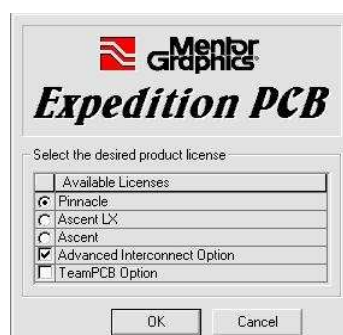 Mentor
Graphics
Expedition PCB
Select the desired product license
Available Licenses
Pinnacle
Ascent LX
Ascent
Advanced Interconnect Option
TeamPCB Option
OK Cancel